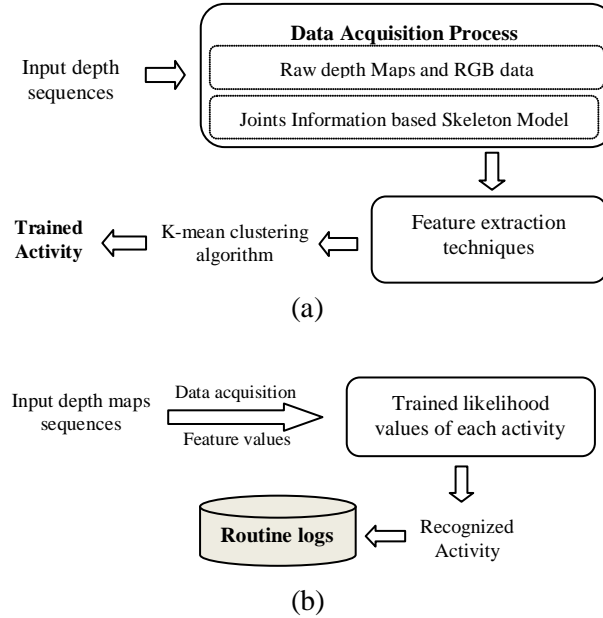 Data Acquisition Process
Input depth
sequences
Raw depth Maps and RGB data
Joints Information based Skeleton Model
Trained
Activity
K-mean clustering
algorithm
Feature extraction
techniques
(a)
Input depth maps
sequences
Data acquisition
Feature values
Trained likelihood
values of each activity
Routine logs
Recognized
Activity
(b)